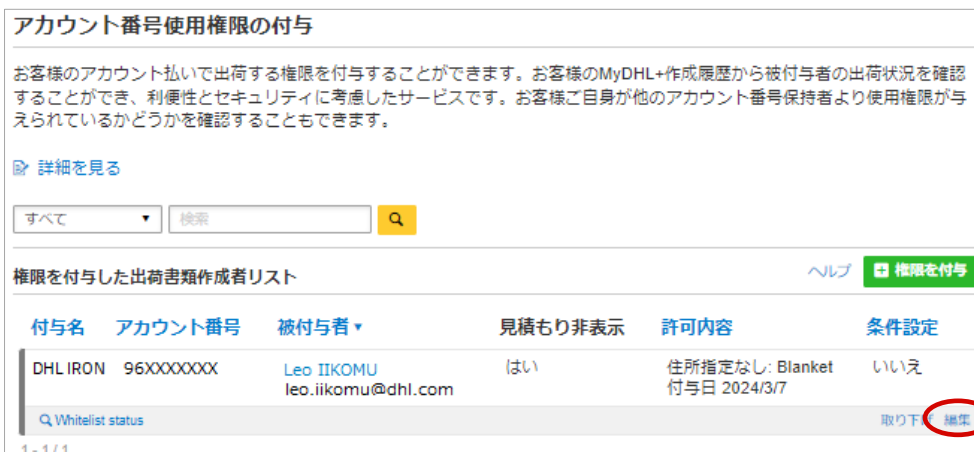 アカウント番号使用権限の付与
お客様のアカウント払いで出荷する権限を付与することができます。お客様のMyDHL+作成履歴から被付与者の出荷状況を確認
することができ、利便性とセキュリティに考慮したサービスです。お客様ご自身が他のアカウント番号保持者より使用権限が与
えられているかどうかを確認することもできます。
詳細を見る
すべて 検索
権限を付与した出荷書類作成者リスト ヘルプ 権限を付与
付与名 アカウント番号 被付与者 見積もり非表示 許可内容 条件設定
DHL IRON 96XXXXXXX Leo IIKOMU はい 住所指定なし: Blanket いいえ
leo.iikomu@dhl.com 付与日 2024/3/7
Whitelist status 取り下げ 編集
1 - 1 / 1